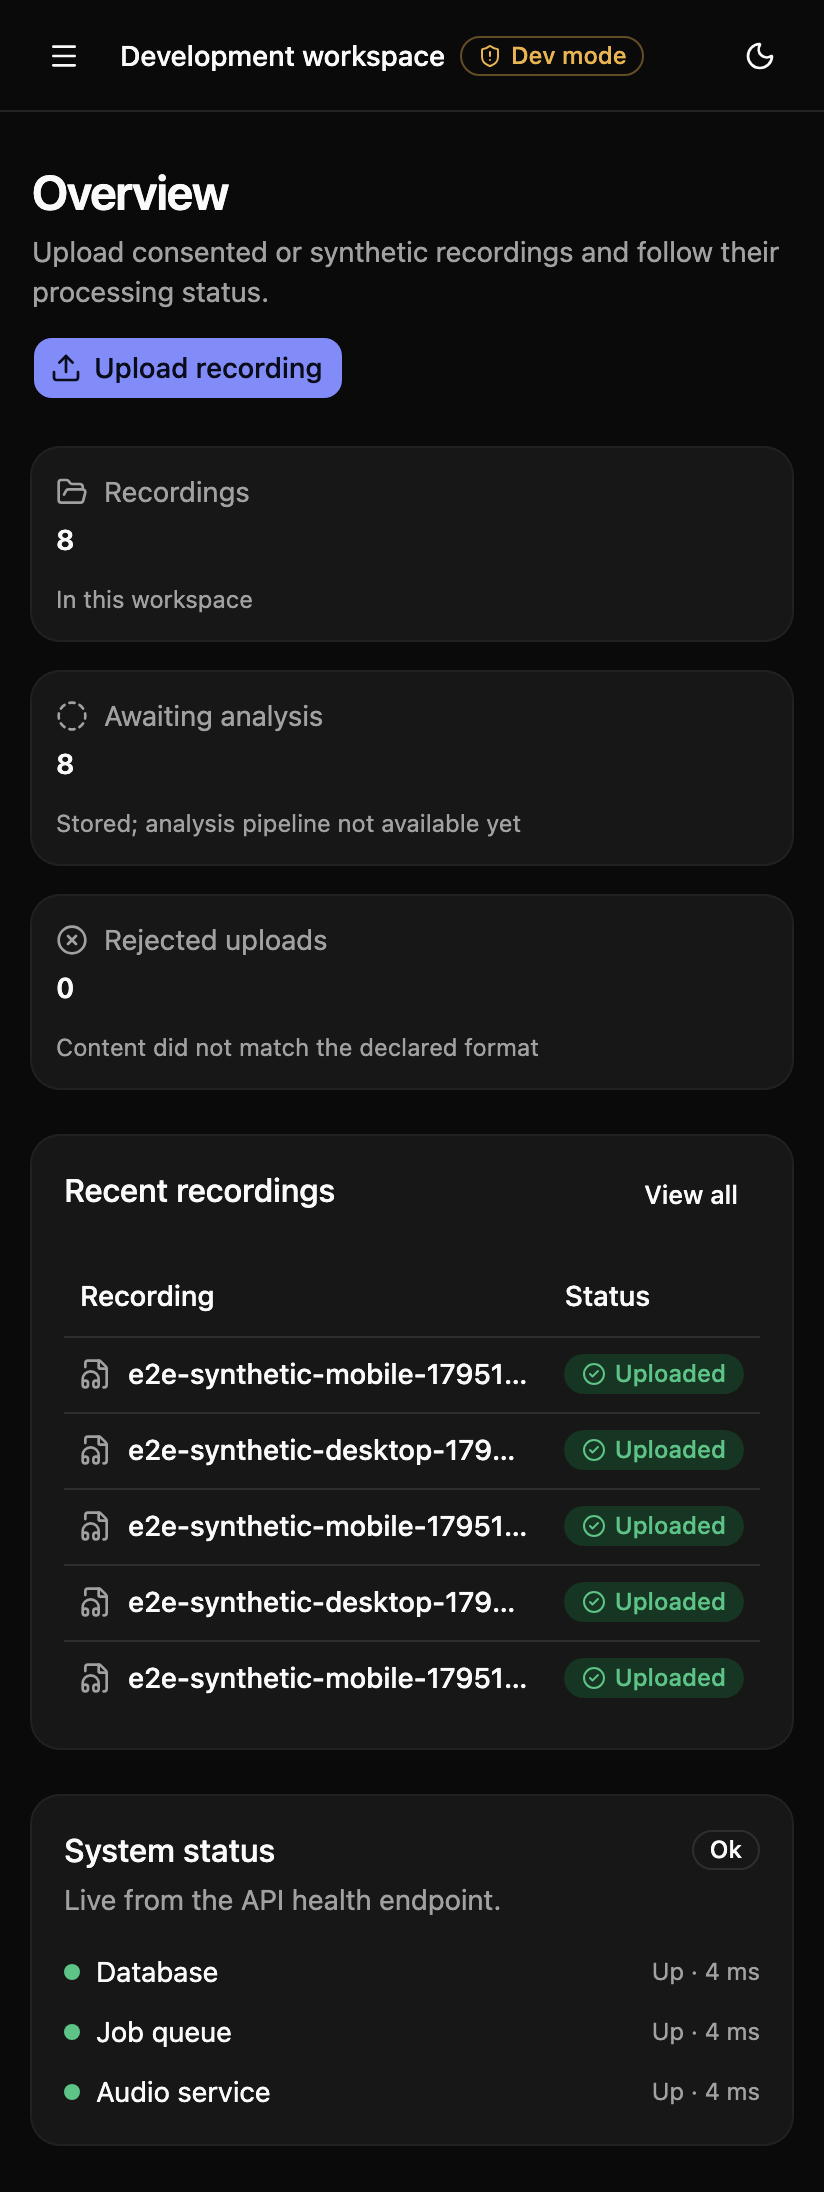 Development workspace
Dev mode
Overview
Upload consented or synthetic recordings and follow their
processing status.
Upload recording
Recordings
8
In this workspace
Awaiting analysis
8
Stored; analysis pipeline not available yet
Rejected uploads
0
Content did not match the declared format
Recent recordings
View all
Recording Status
e2e-synthetic-mobile-17951... Uploaded
e2e-synthetic-desktop-179... Uploaded
e2e-synthetic-mobile-17951... Uploaded
e2e-synthetic-desktop-179... Uploaded
e2e-synthetic-mobile-17951... Uploaded
System status
Ok
Live from the API health endpoint.
Database Up · 4 ms
Job queue Up · 4 ms
Audio service Up · 4 ms